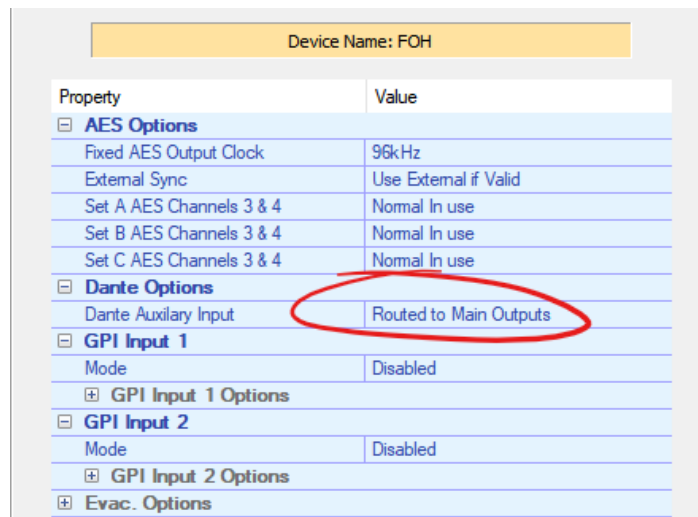 Device Name: FOH
Property Value
AES Options
Fixed AES Output Clock 96kHz
External Sync Use External if Valid
Set A AES Channels 3 & 4 Normal In use
Set B AES Channels 3 & 4 Normal In use
Set C AES Channels 3 & 4 Normal In use
Dante Options
Dante Auxilary Input Routed to Main Outputs
GPI Input 1
Mode Disabled
GPI Input 1 Options
GPI Input 2
Mode Disabled
GPI Input 2 Options
Evac. Options